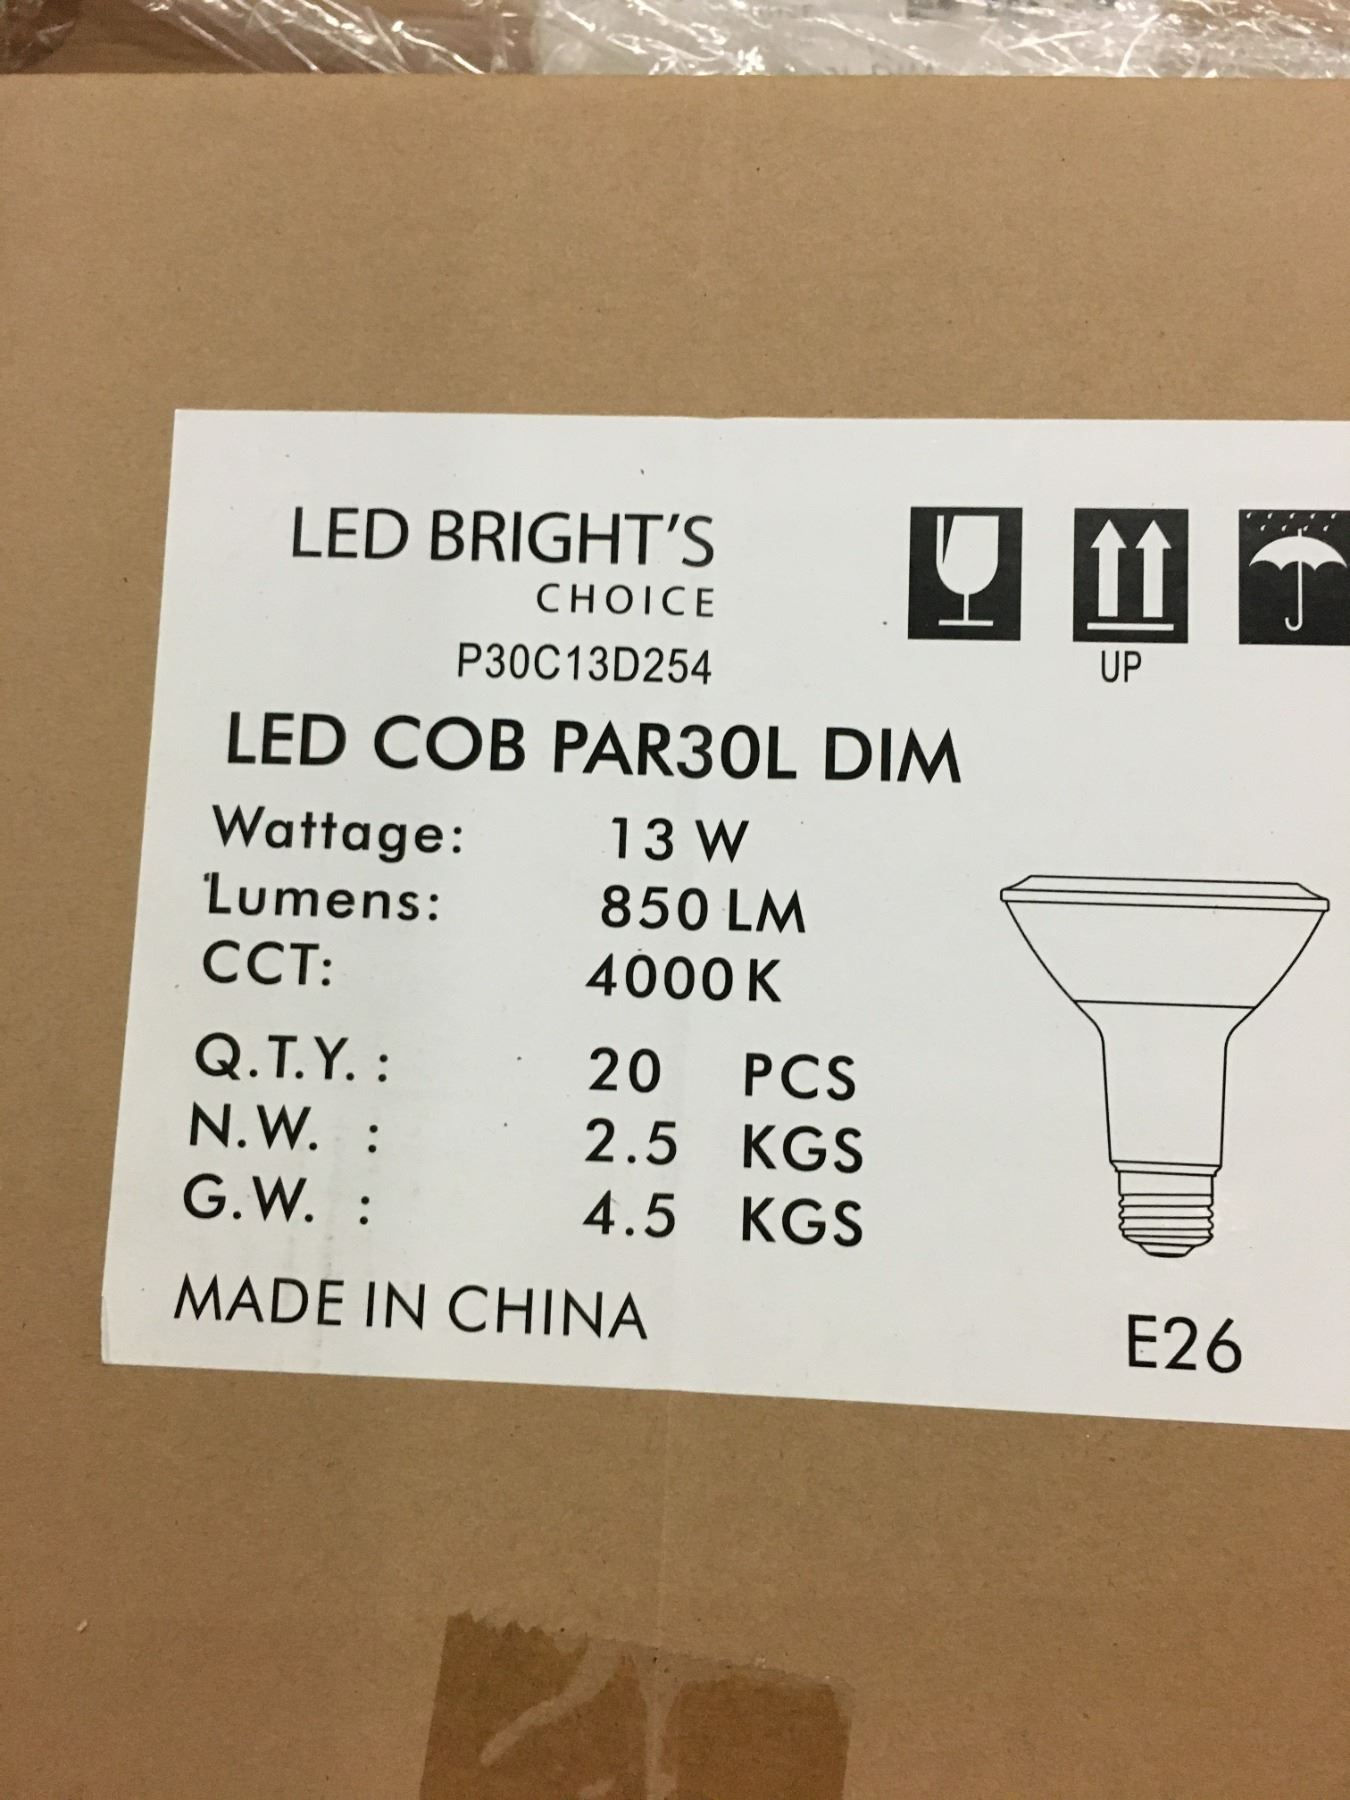 LED BRIGHT'S
CHOICE
P30C13D254
UP
LED COB PAR30L DIM
Wattage: 13 W
Lumens: 850 LM
CCT: 4000 K
Q.T.Y. : 20 PCS
N.W. : 2.5 KGS
G.W. : 4.5 KGS
MADE IN CHINA
E26